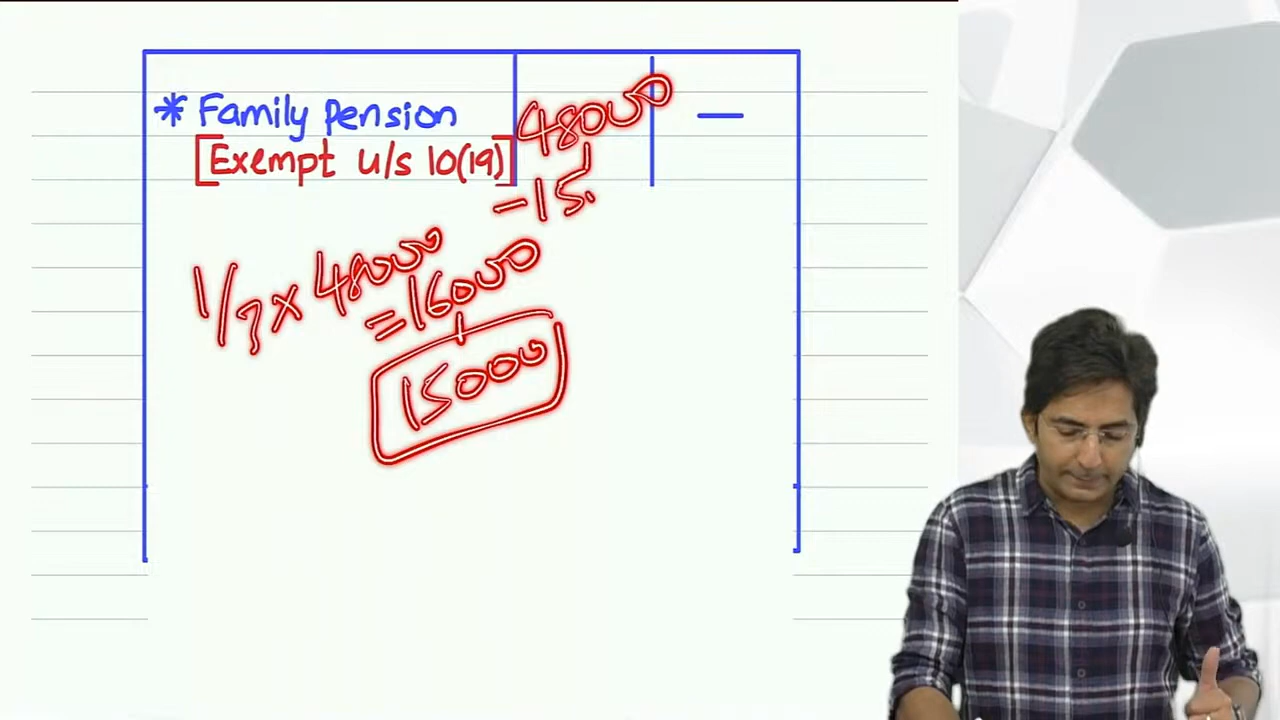 * Family Pension 48000 —
[Exempt U/s 10(19)]
-15.
1/3 × 48000
= 16000
15000